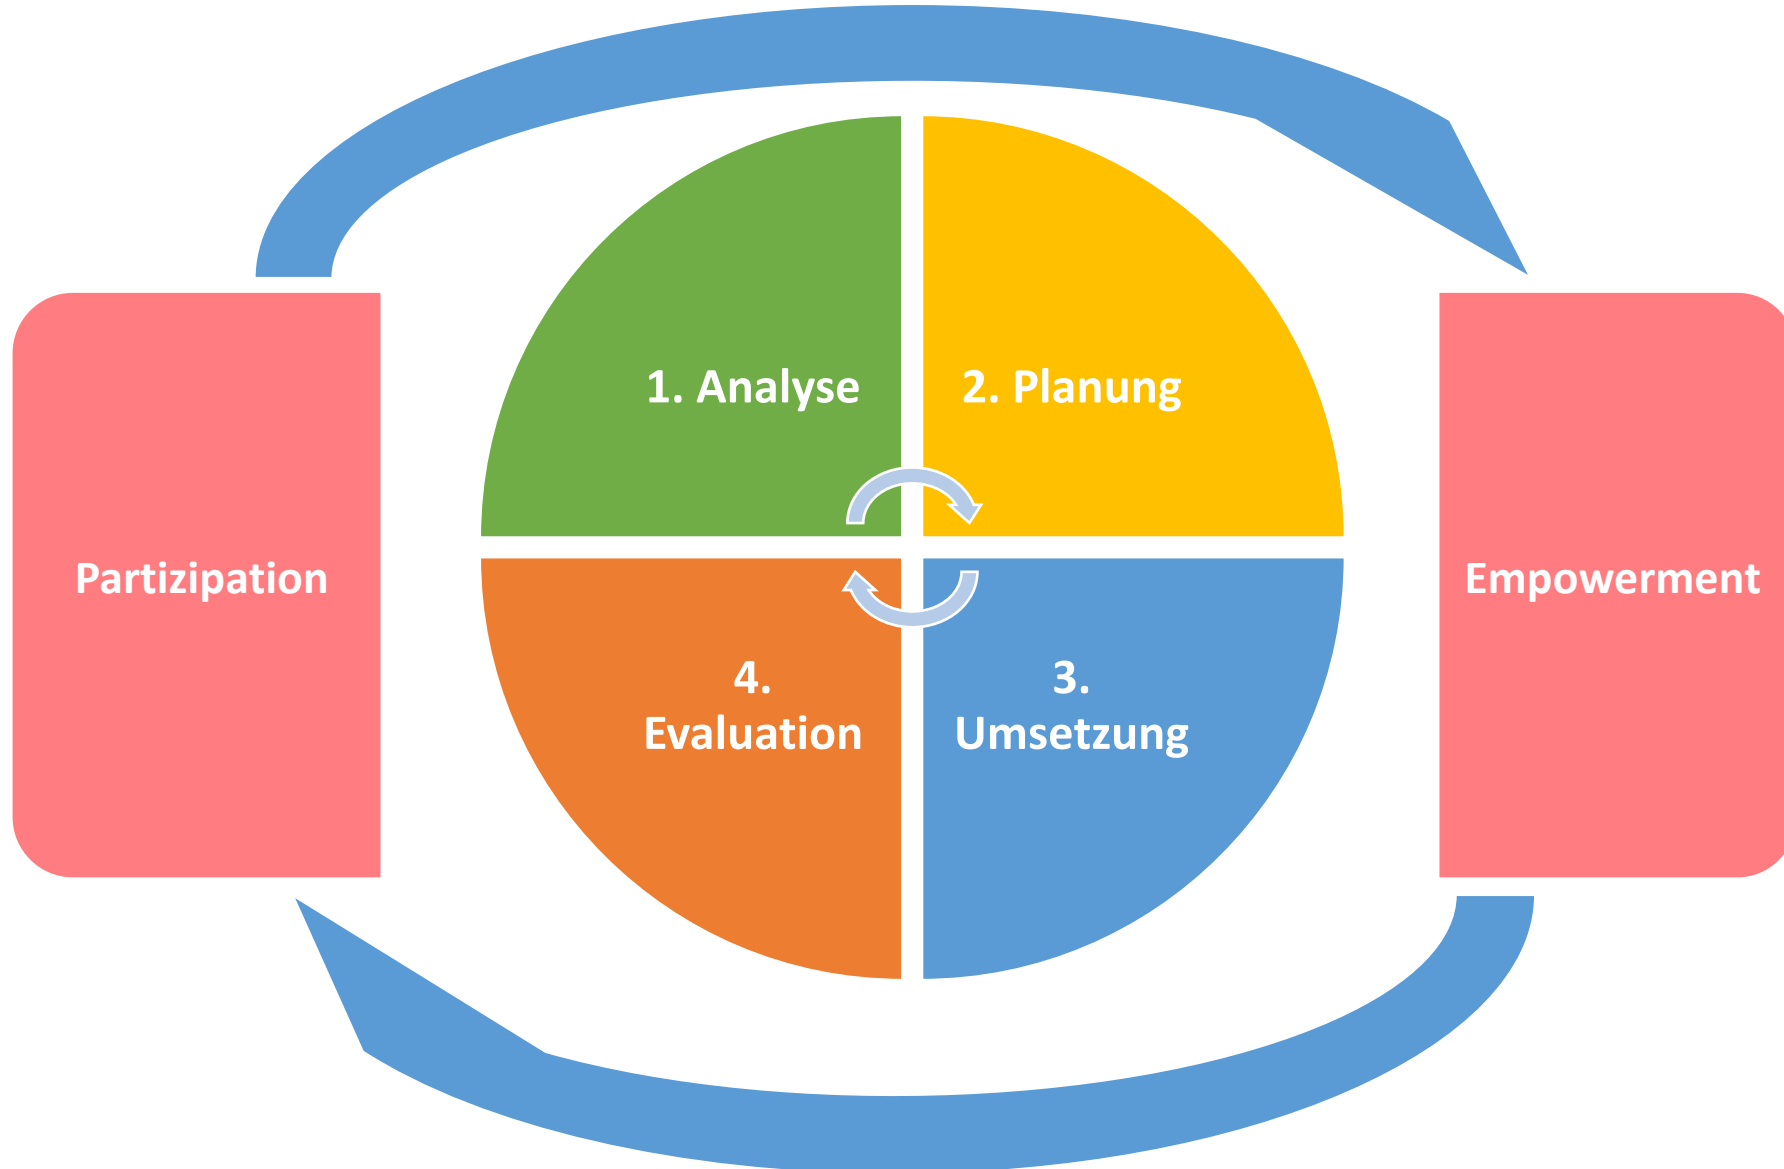 1. Analyse
2. Planung
Partizipation
Empowerment
4.
Evaluation
3.
Umsetzung